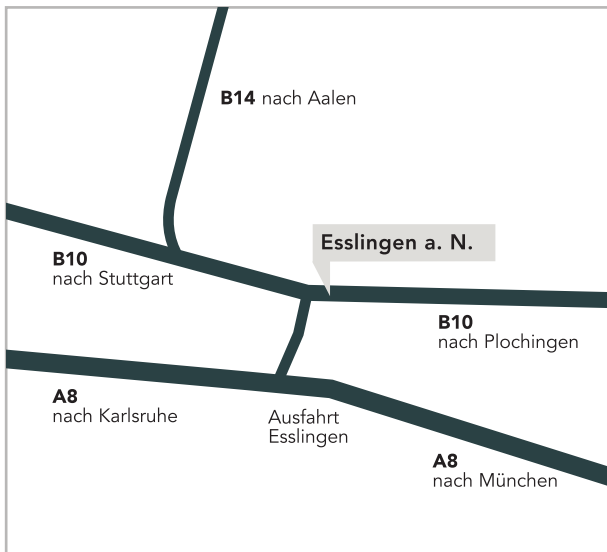 B14 nach Aalen
Esslingen a. N.
B10
nach Stuttgart
B10
nach Plochingen
A8
nach Karlsruhe
Ausfahrt
Esslingen
A8
nach München